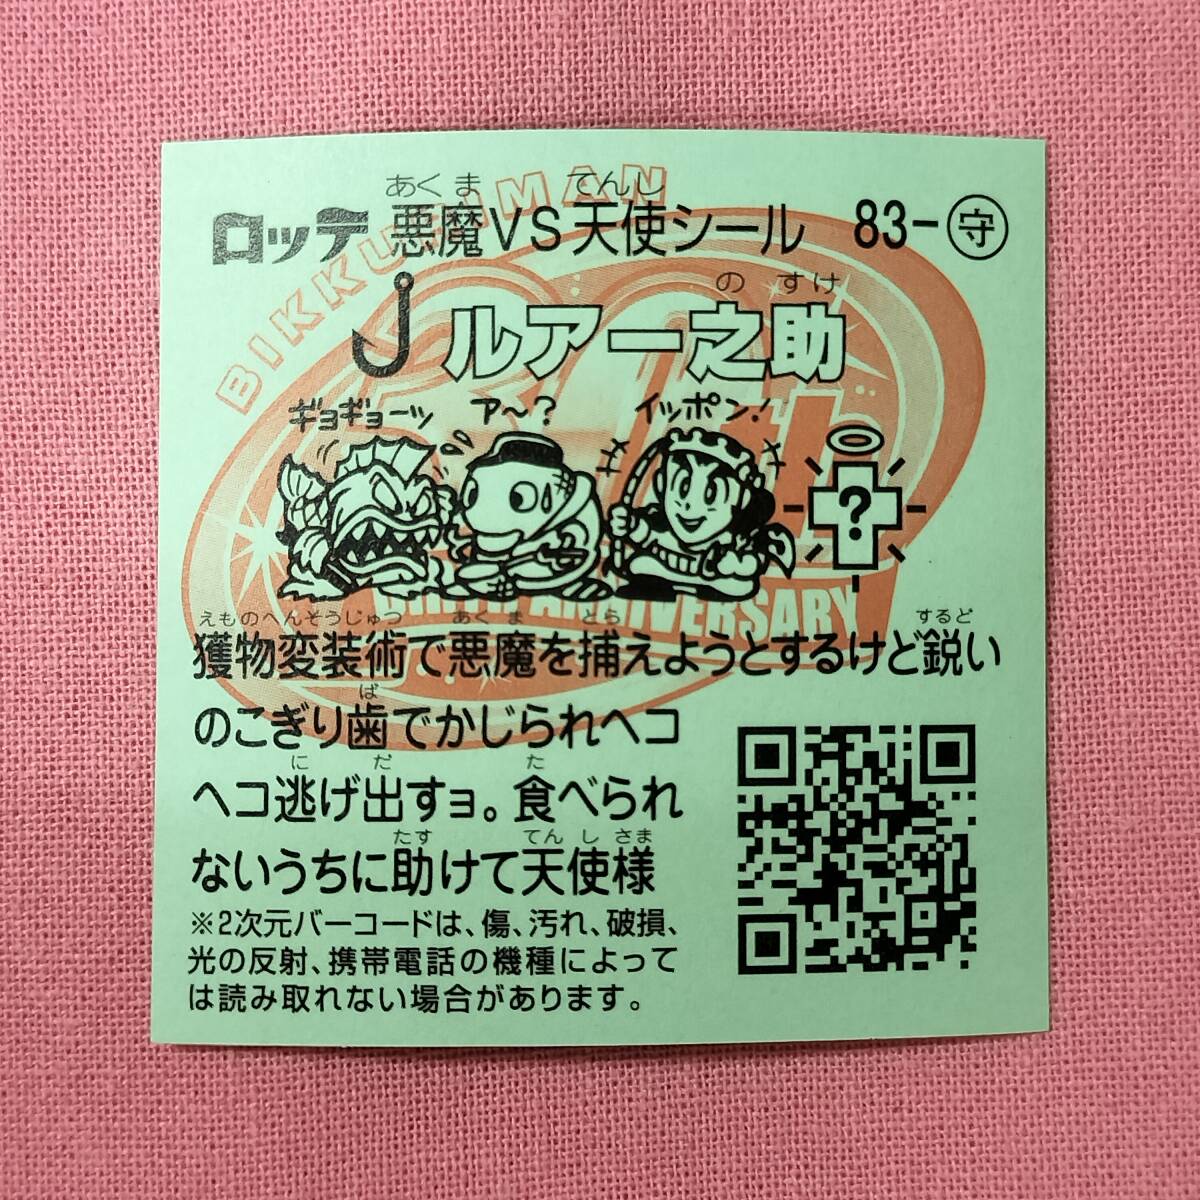 BIKKURIMAN
ロッテ 悪魔VS天使シール 83-守
あくま てんし
のすけ
ルアー之助
ギョギョーッ ア〜? イッポン!
?
ANNIVERSARY
えものへんそうじゅつ あくま とら するど
獲物変装術で悪魔を捕えようとするけど鋭い
ば
のこぎり歯でかじられヘコ
に だ た
ヘコ逃げ出すョ。食べられ
たす てんしさま
ないうちに助けて天使様
※2次元バーコードは、傷、汚れ、破損、
光の反射、携帯電話の機種によって
は読み取れない場合があります。